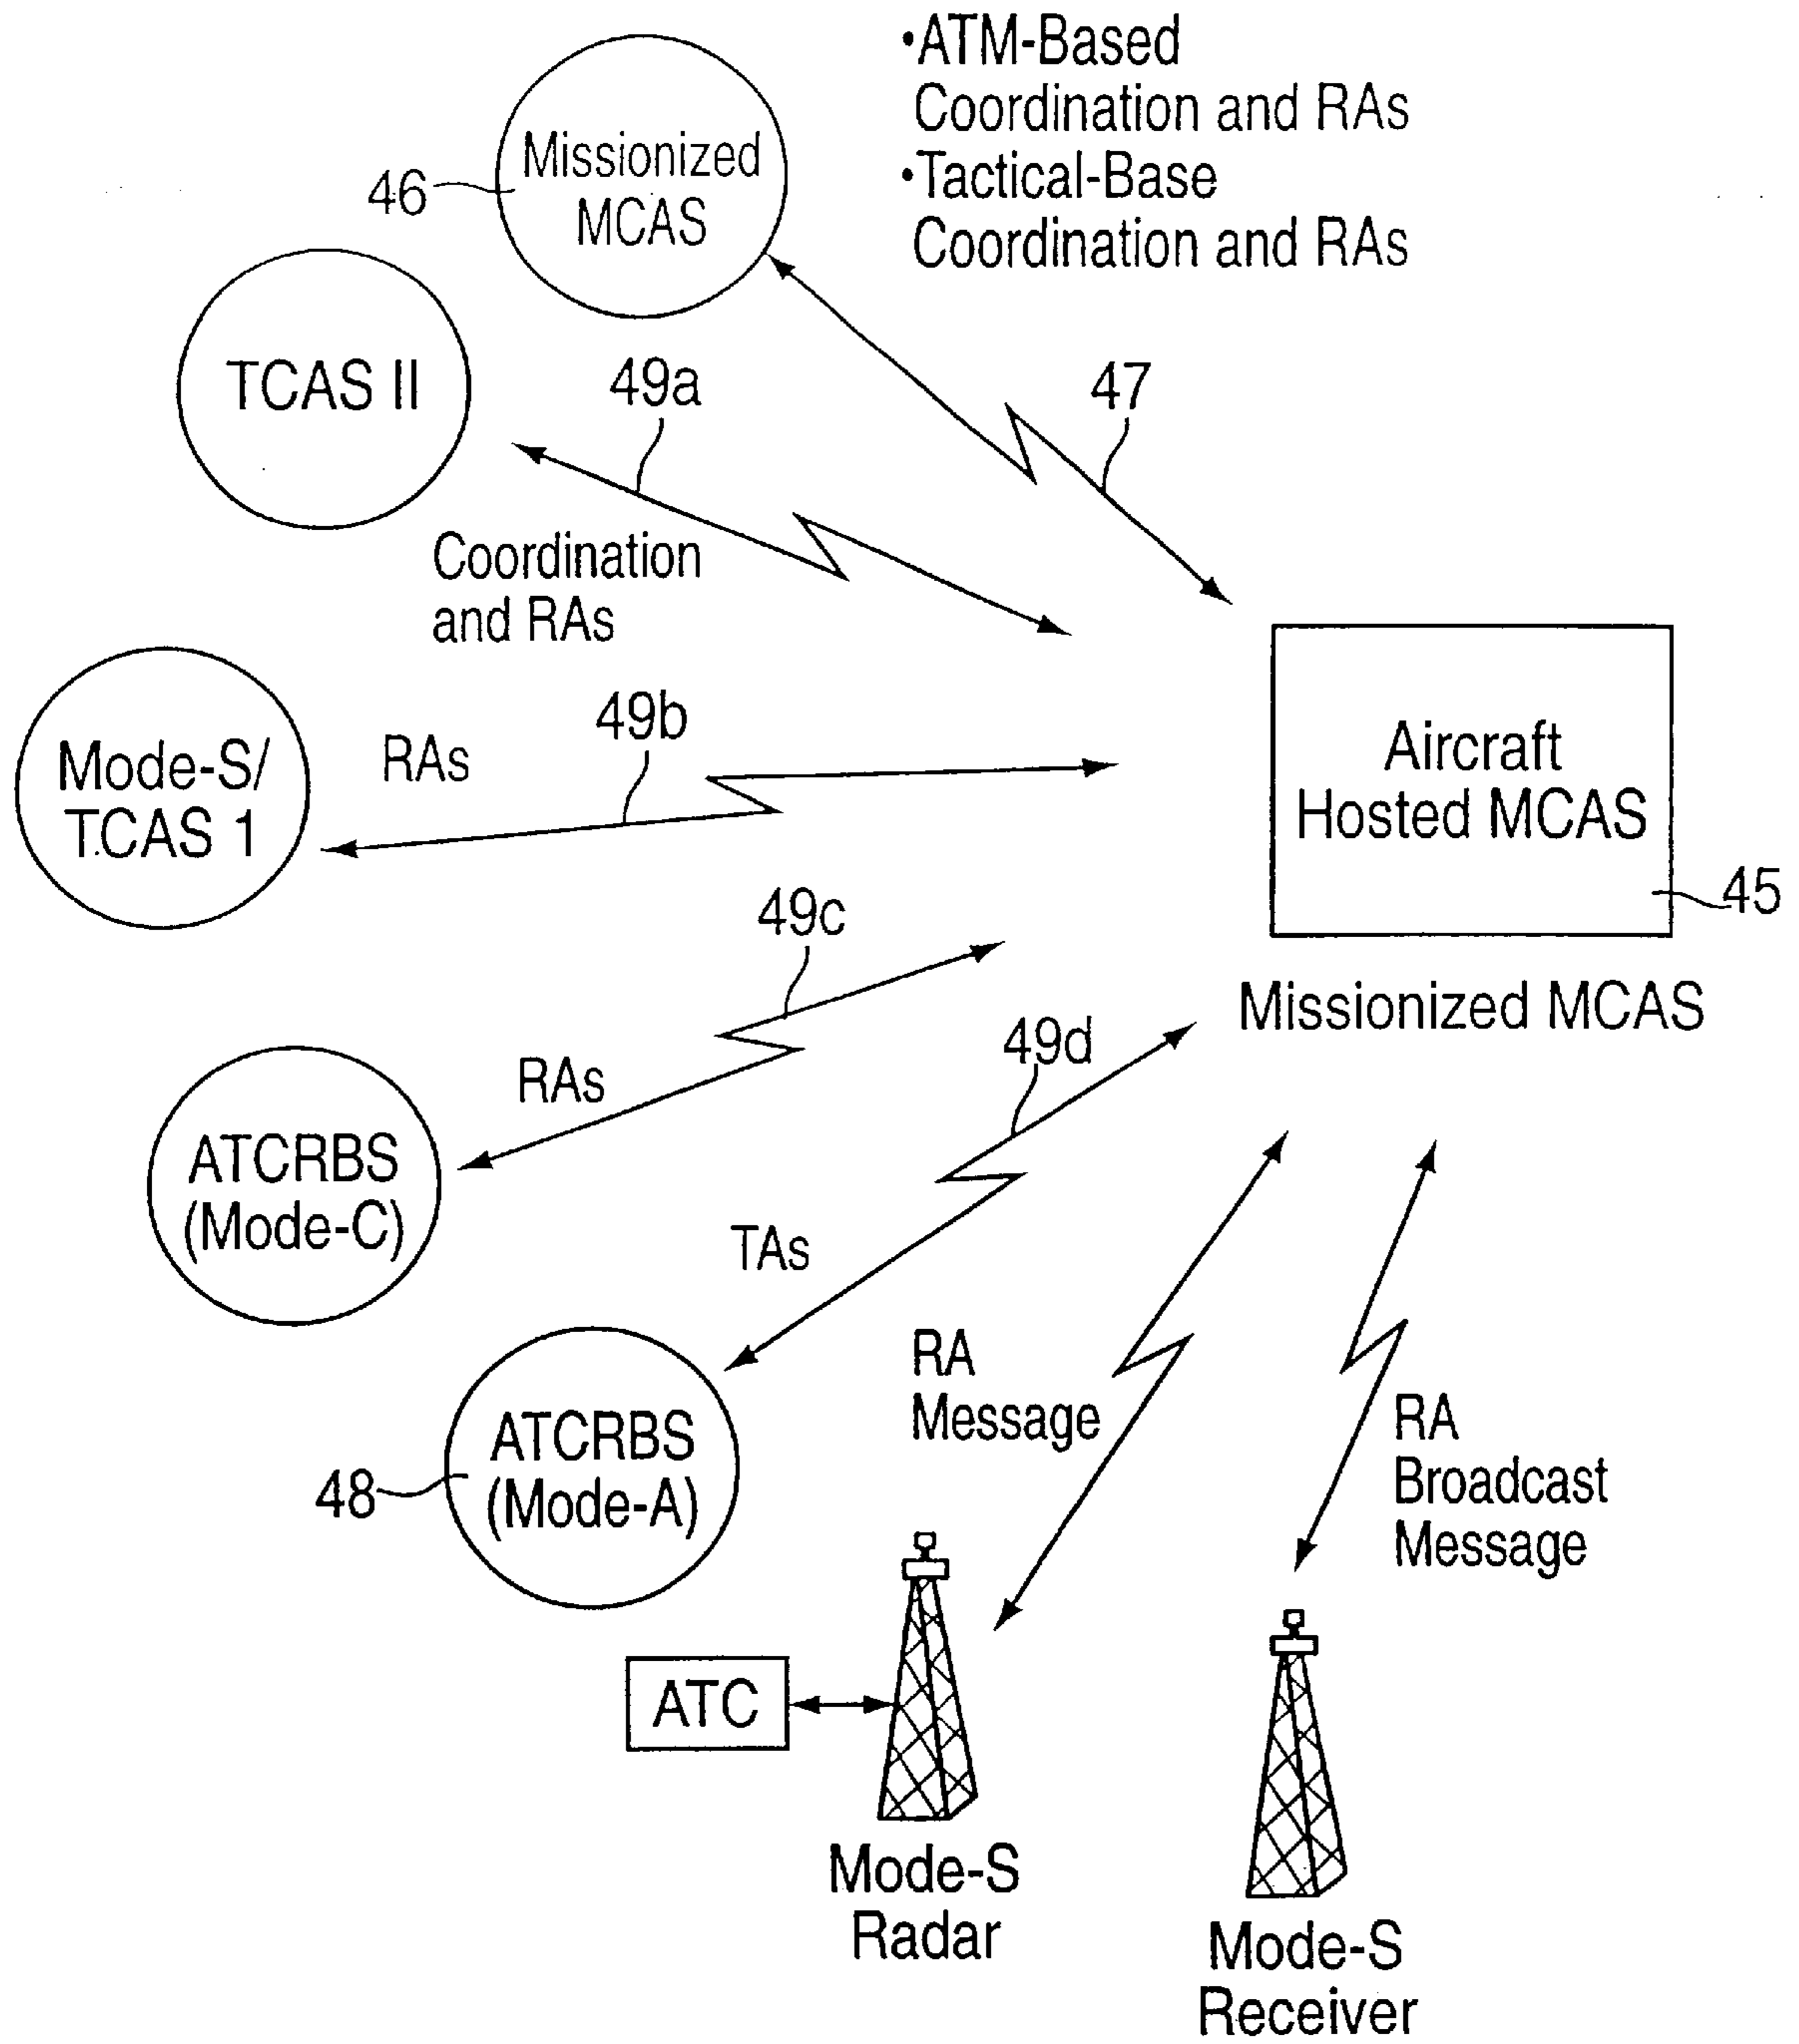 •ATM-Based
Coordination and RAs
•Tactical-Base
Coordination and RAs
Missionized
MCAS
46
TCAS II
49a
47
Coordination
and RAs
Mode-S/
TCAS 1
RAs
49b
Aircraft
Hosted MCAS
45
Missionized MCAS
49c
RAs
49d
ATCRBS
(Mode-C)
TAs
ATCRBS
(Mode-A)
48
RA
Message
RA
Broadcast
Message
ATC
Mode-S
Radar
Mode-S
Receiver